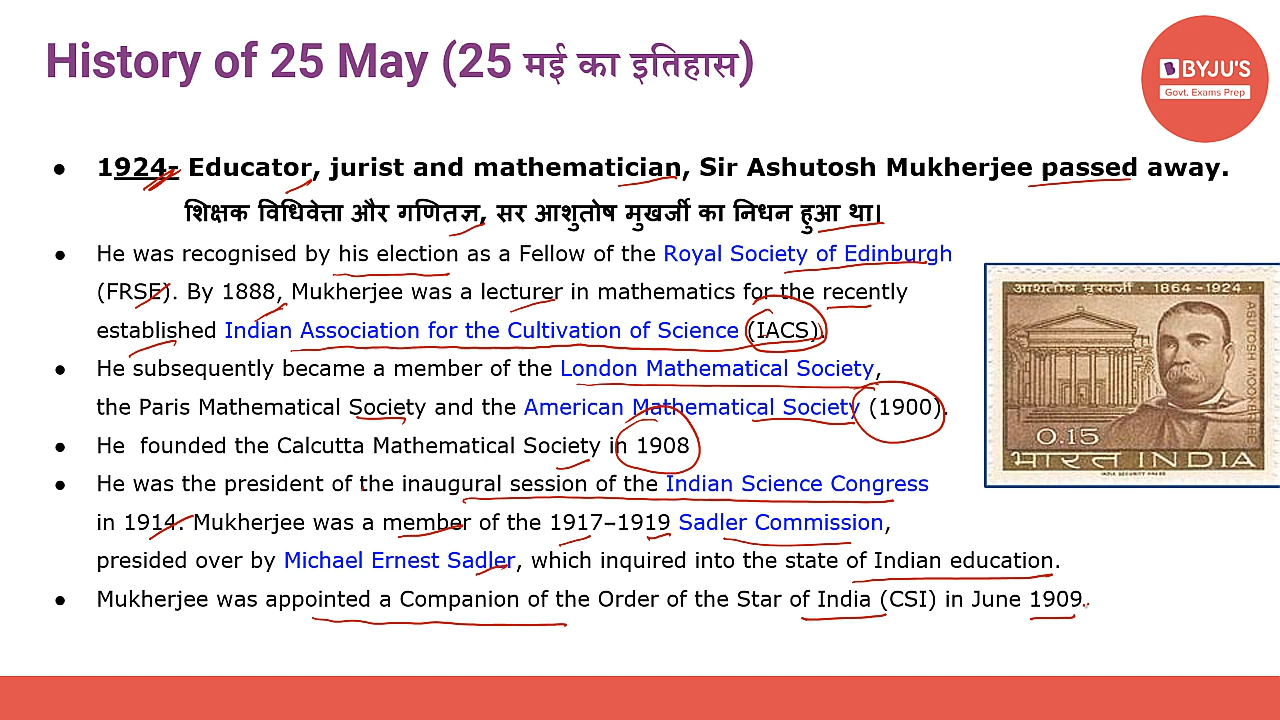 History of 25 May (25 मई का इतिहास)
BYJU'S
Govt. Exams Prep
● 1924- Educator, jurist and mathematician, Sir Ashutosh Mukherjee passed away.
शिक्षक विधिवेत्ता और गणितज्ञ, सर आशुतोष मुखर्जी का निधन हुआ था।
● He was recognised by his election as a Fellow of the Royal Society of Edinburgh
(FRSE). By 1888, Mukherjee was a lecturer in mathematics for the recently
established Indian Association for the Cultivation of Science (IACS).
● He subsequently became a member of the London Mathematical Society,
the Paris Mathematical Society and the American Mathematical Society (1900).
● He founded the Calcutta Mathematical Society in 1908
● He was the president of the inaugural session of the Indian Science Congress
in 1914. Mukherjee was a member of the 1917–1919 Sadler Commission,
presided over by Michael Ernest Sadler, which inquired into the state of Indian education.
● Mukherjee was appointed a Companion of the Order of the Star of India (CSI) in June 1909.
आशुतोष मुखर्जी · 1864-1924 ·
ASUTOSH MOOKERJEE
0.15
भारत INDIA
INDIA SECURITY PRESS